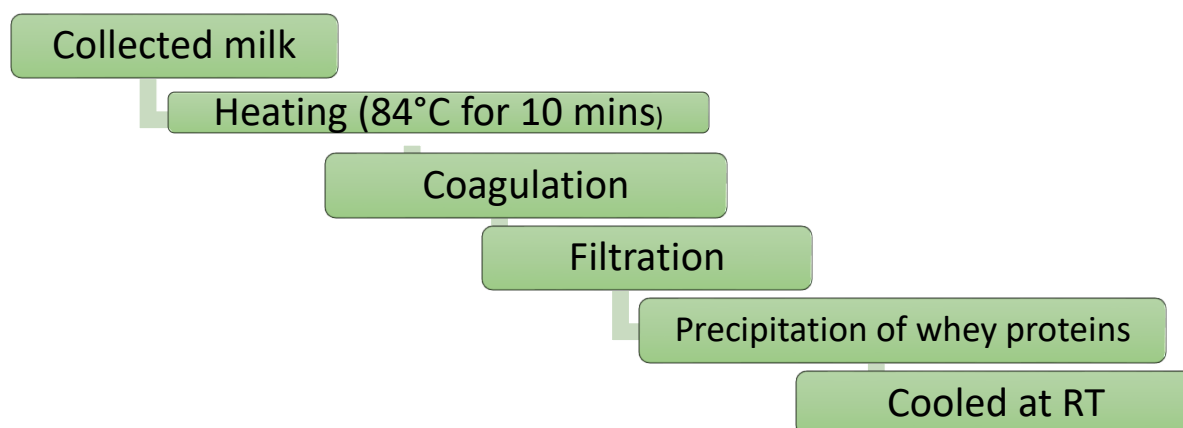 Collected milk
Heating (84°C for 10 mins)
Coagulation
Filtration
Precipitation of whey proteins
Cooled at RT